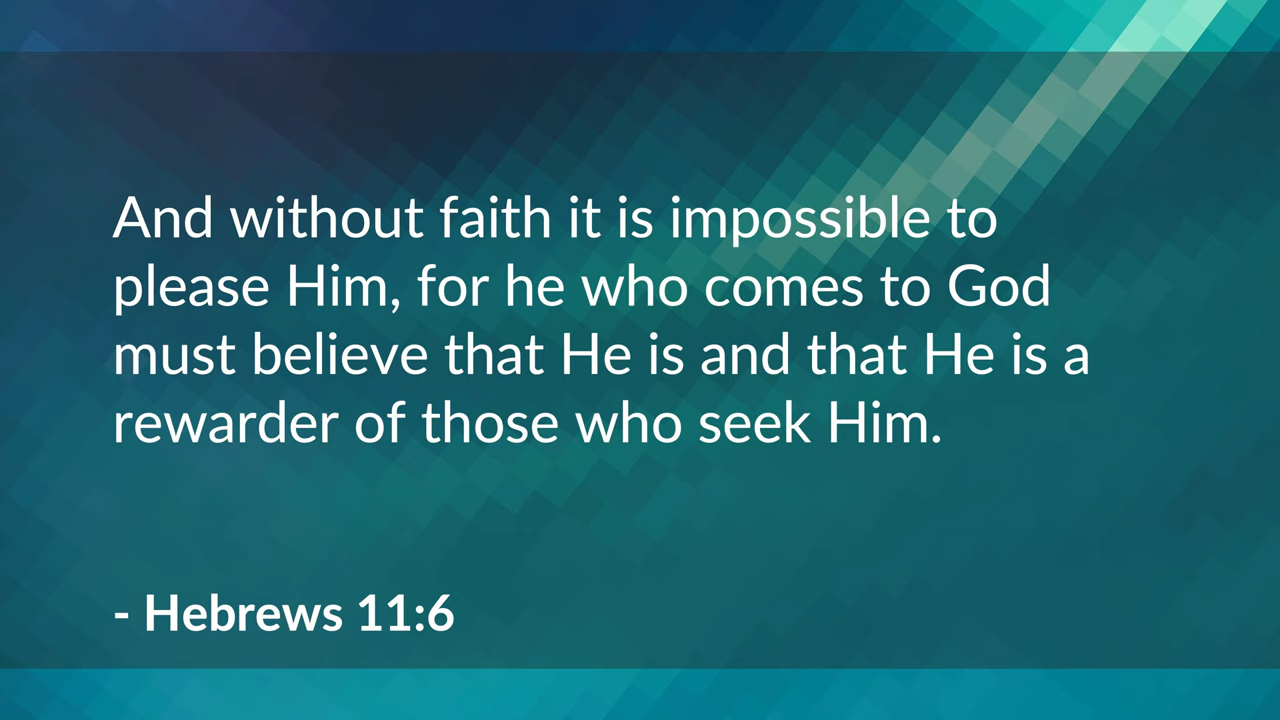 And without faith it is impossible to
please Him, for he who comes to God
must believe that He is and that He is a
rewarder of those who seek Him.
- Hebrews 11:6